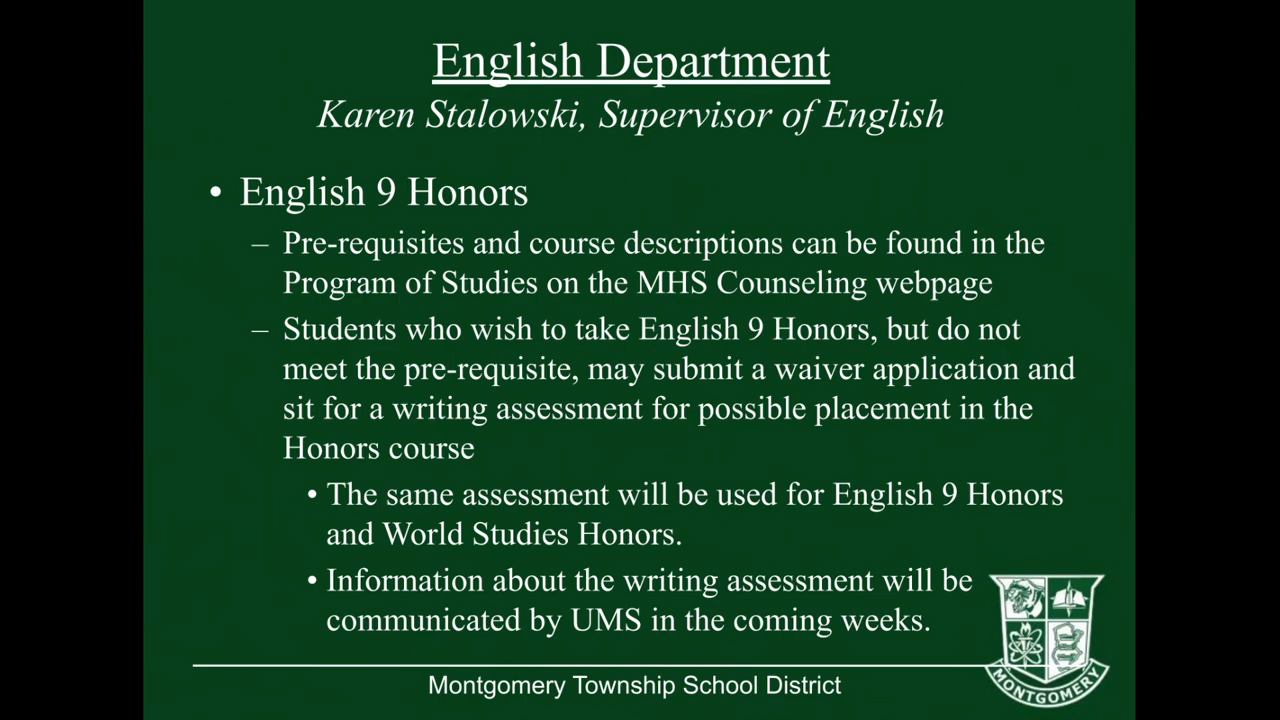 English Department
Karen Stalowski, Supervisor of English
• English 9 Honors
– Pre-requisites and course descriptions can be found in the
Program of Studies on the MHS Counseling webpage
– Students who wish to take English 9 Honors, but do not
meet the pre-requisite, may submit a waiver application and
sit for a writing assessment for possible placement in the
Honors course
• The same assessment will be used for English 9 Honors
and World Studies Honors.
• Information about the writing assessment will be
communicated by UMS in the coming weeks.
MONTGOMERY
Montgomery Township School District